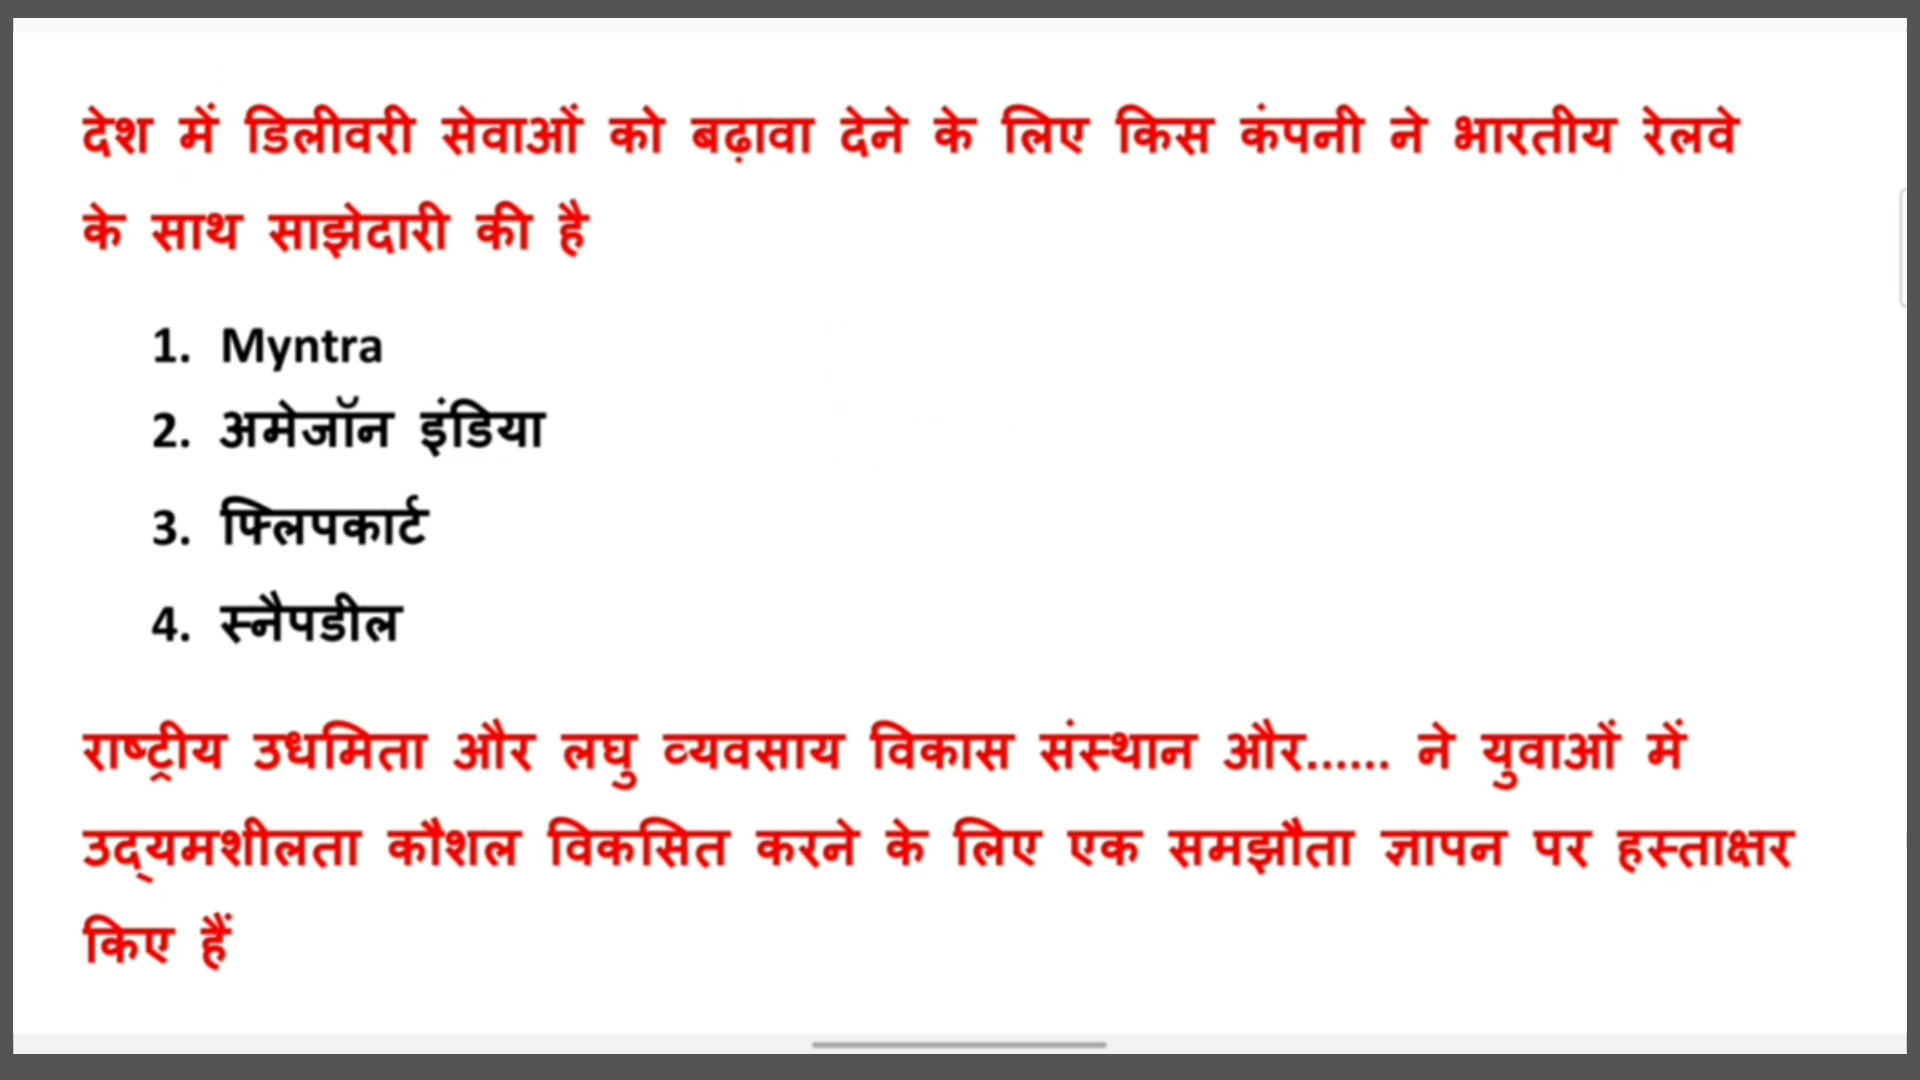 देश में डिलीवरी सेवाओं को बढ़ावा देने के लिए किस कंपनी ने भारतीय रेलवे
के साथ साझेदारी की है
1. Myntra
2. अमेजॉन इंडिया
3. फ्लिपकार्ट
4. स्नैपडील
राष्ट्रीय उधमिता और लघु व्यवसाय विकास संस्थान और...... ने युवाओं में
उद्यमशीलता कौशल विकसित करने के लिए एक समझौता ज्ञापन पर हस्ताक्षर
किए हैं